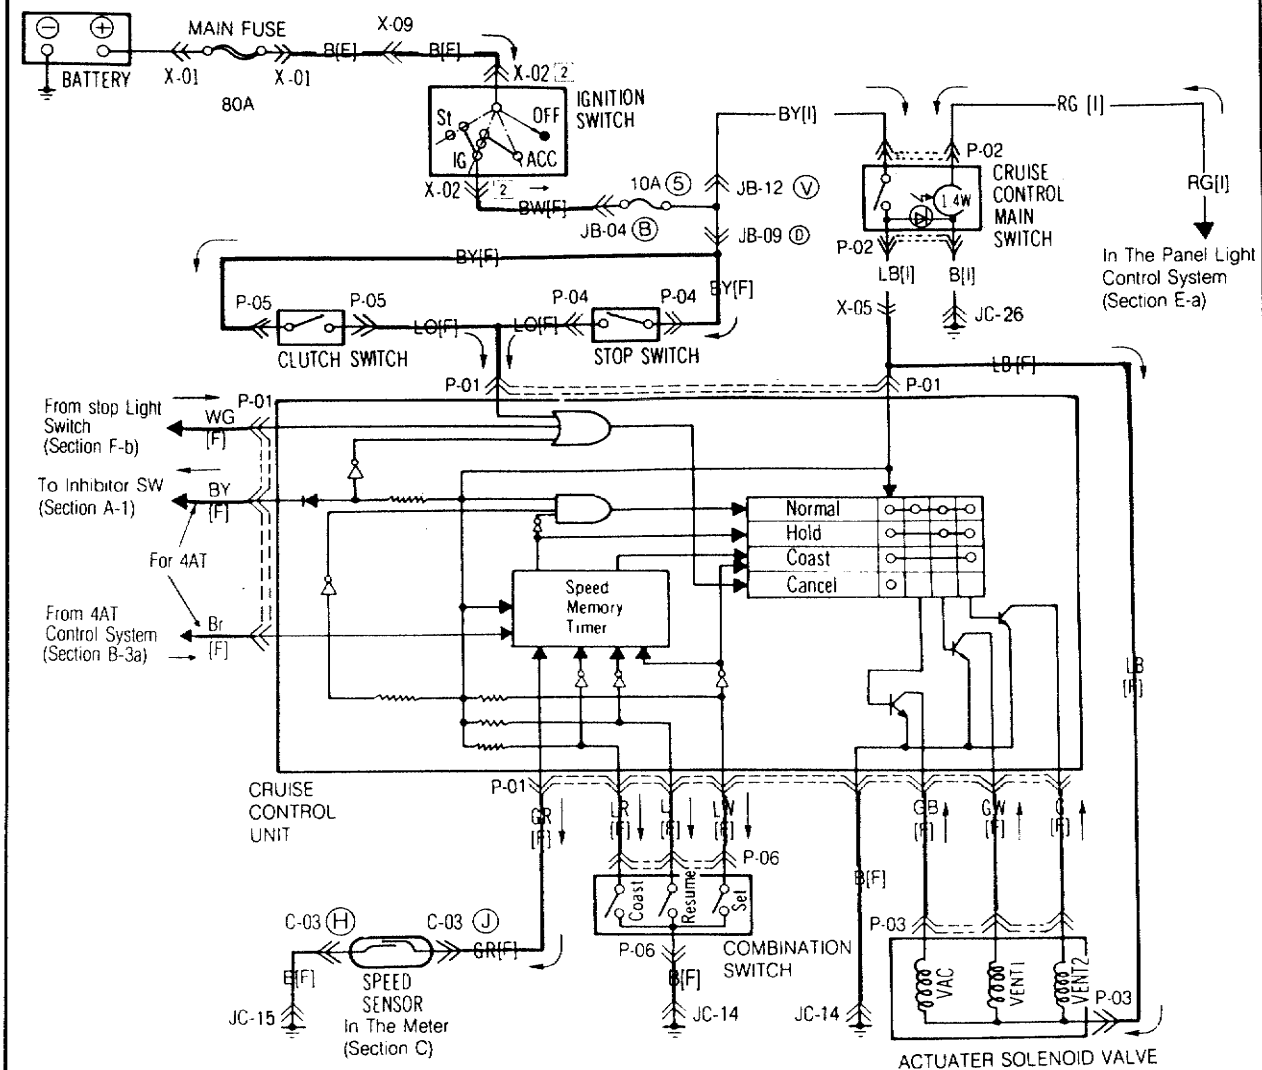 MAIN FUSE
X-09
BATTERY
X-01
X-01
80A
B[E]
B[F]
X-02 2
IGNITION
SWITCH
St
OFF
IG
ACC
X-02 2
BW[F]
10A 5
JB-04 B
JB-12 V
JB-09 D
BY[I]
RG [I]
P-02
CRUISE
CONTROL
MAIN
SWITCH
1.4W
RG[I]
P-02
LB[I]
B[I]
In The Panel Light
Control System
(Section E-a)
X-05
JC-26
BY[F]
BY[F]
P-05
P-05
P-04
P-04
LO[F]
LO[F]
CLUTCH SWITCH
STOP SWITCH
LB[F]
P-01
P-01
From stop Light
Switch
(Section F-b)
P-01
WG
[F]
To Inhibitor SW
(Section A-1)
BY
[F]
For 4AT
From 4AT
Control System
(Section B-3a)
Br
[F]
Normal
Hold
Coast
Cancel
Speed
Memory
Timer
LB
[F]
CRUISE
CONTROL
UNIT
P-01
GR
[F]
LR
[F]
L
[F]
LW
[F]
GB
[F]
GW
[F]
G
[F]
P-06
Coast
Resume
Set
B[F]
P-03
C-03 H
C-03 J
GR[F]
P-06
COMBINATION
SWITCH
B[F]
SPEED
SENSOR
In The Meter
(Section C)
B[F]
JC-15
JC-14
JC-14
VAC
VENT1
VENT2
P-03
ACTUATER SOLENOID VALVE